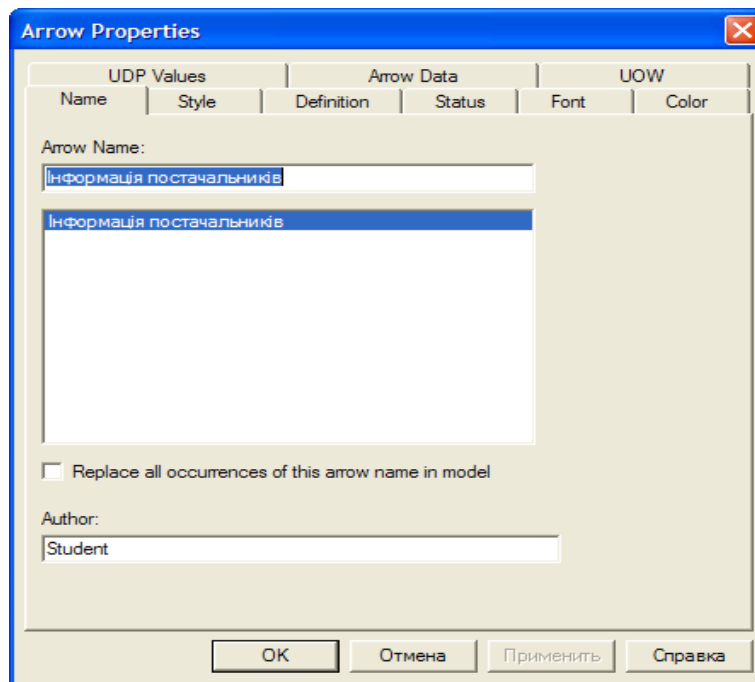 Arrow Properties
UDP Values Arrow Data UOW
Name Style Definition Status Font Color
Arrow Name:
Інформація постачальників
Інформація постачальників
Replace all occurrences of this arrow name in model
Author:
Student
OK Отмена Применить Справка